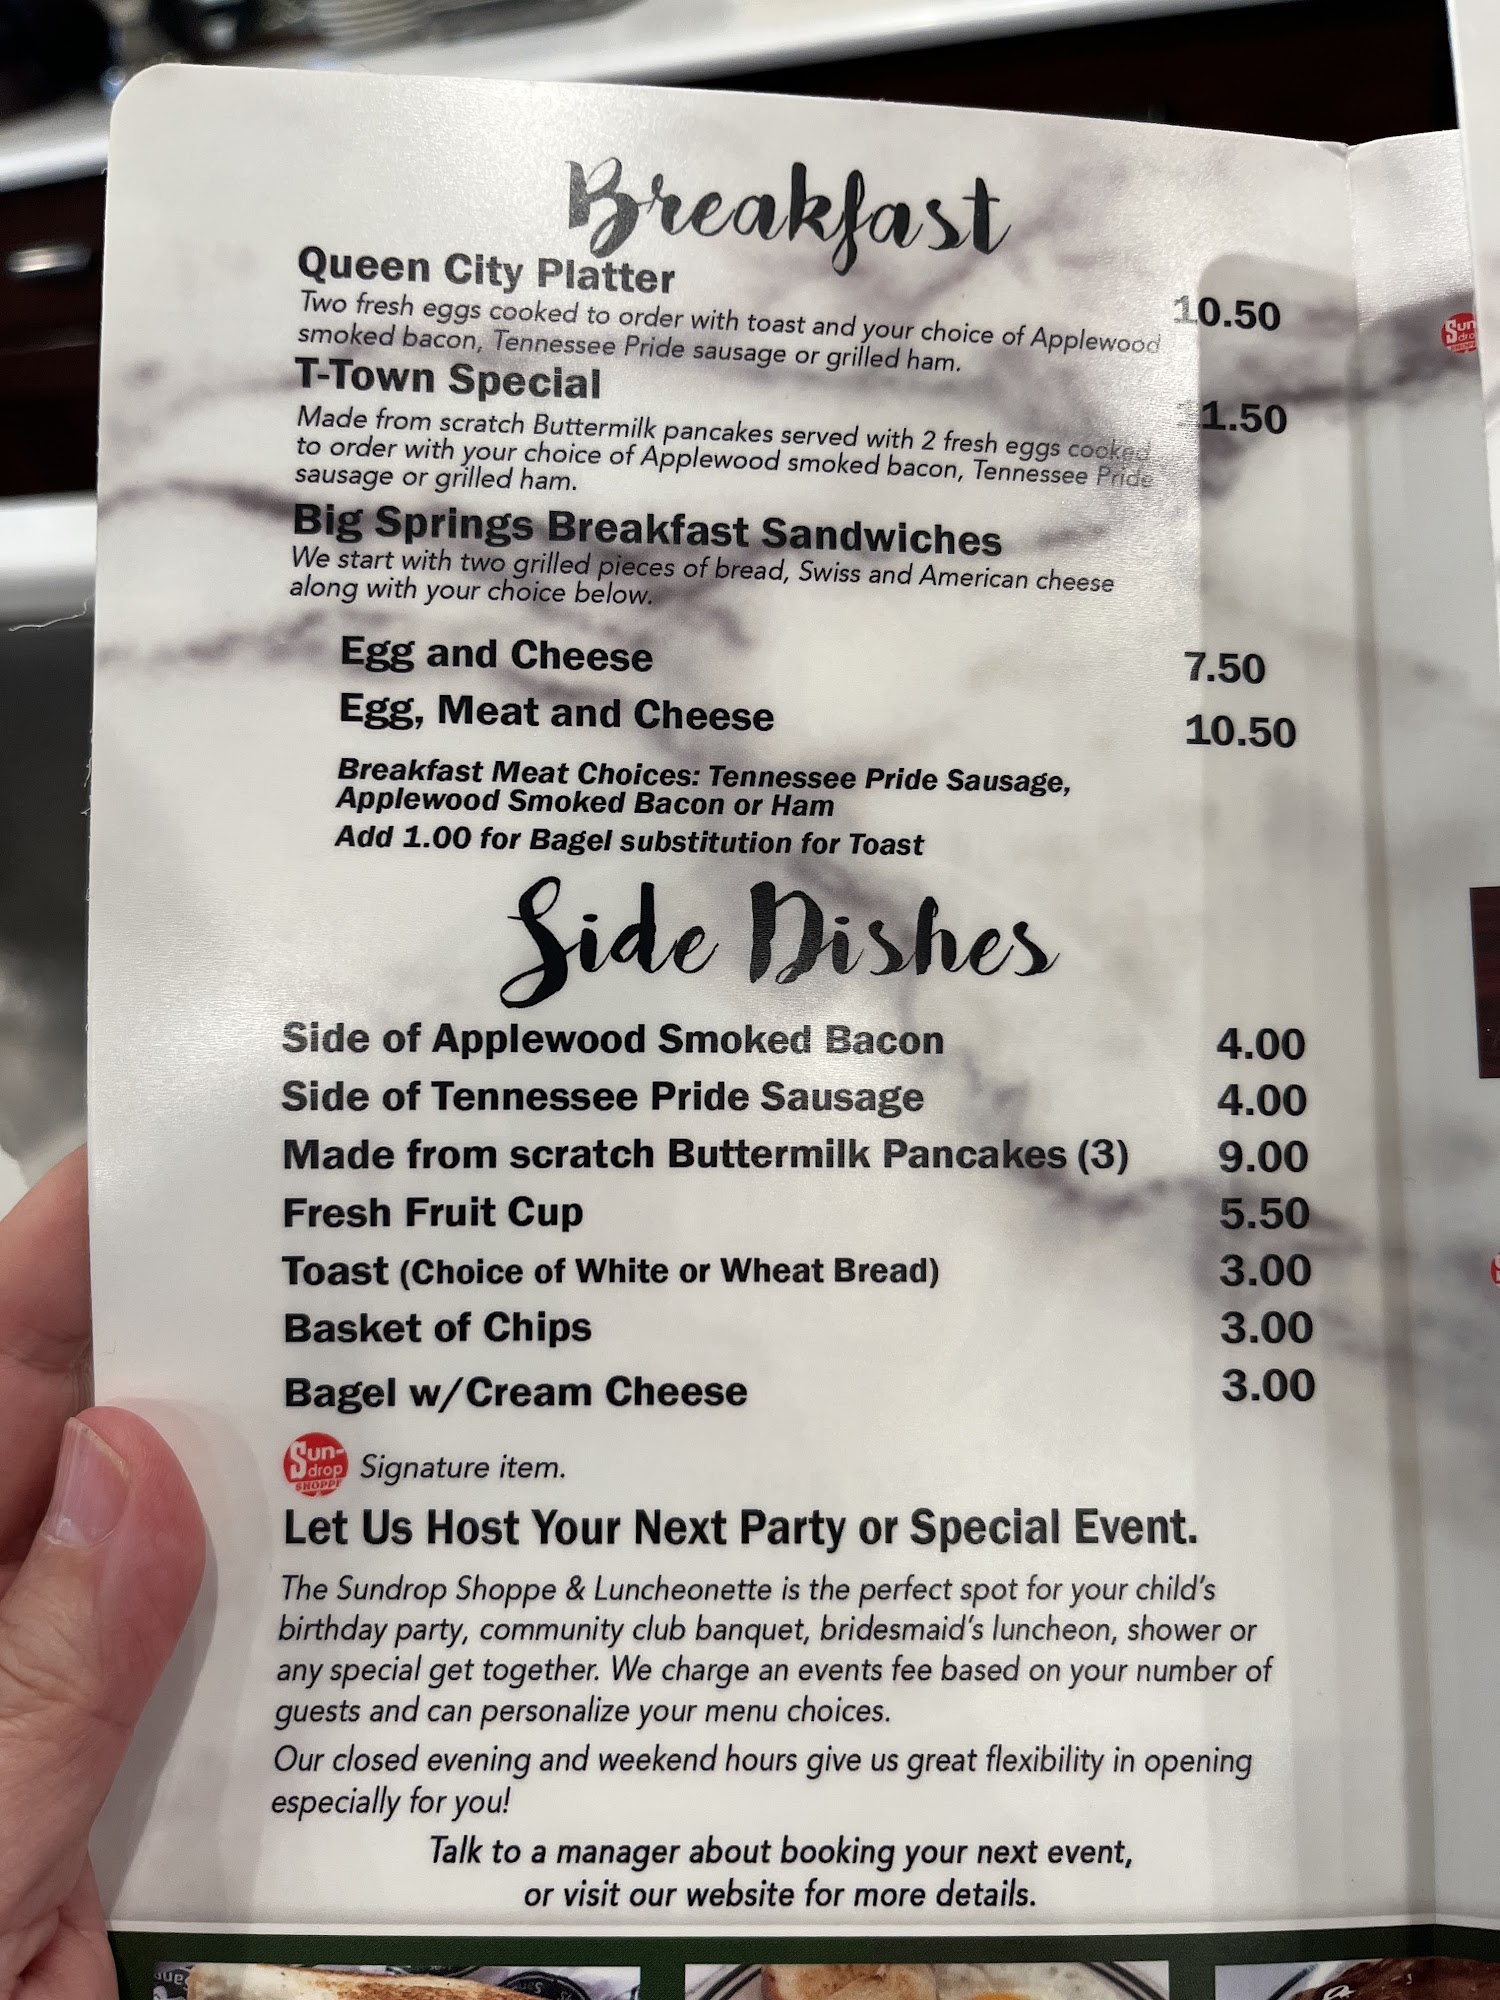 Breakfast
Queen City Platter
10.50
Two fresh eggs cooked to order with toast and your choice of Applewood
smoked bacon, Tennessee Pride sausage or grilled ham.
T-Town Special
11.50
Made from scratch Buttermilk pancakes served with 2 fresh eggs cooked
to order with your choice of Applewood smoked bacon, Tennessee Pride
sausage or grilled ham.
Big Springs Breakfast Sandwiches
We start with two grilled pieces of bread, Swiss and American cheese
along with your choice below.
Egg and Cheese 7.50
Egg, Meat and Cheese 10.50
Breakfast Meat Choices: Tennessee Pride Sausage,
Applewood Smoked Bacon or Ham
Add 1.00 for Bagel substitution for Toast
Side Dishes
Side of Applewood Smoked Bacon 4.00
Side of Tennessee Pride Sausage 4.00
Made from scratch Buttermilk Pancakes (3) 9.00
Fresh Fruit Cup 5.50
Toast (Choice of White or Wheat Bread) 3.00
Basket of Chips 3.00
Bagel w/Cream Cheese 3.00
Sun-
drop
SHOPPE
Signature item.
Let Us Host Your Next Party or Special Event.
The Sundrop Shoppe & Luncheonette is the perfect spot for your child's
birthday party, community club banquet, bridesmaid's luncheon, shower or
any special get together. We charge an events fee based on your number of
guests and can personalize your menu choices.
Our closed evening and weekend hours give us great flexibility in opening
especially for you!
Talk to a manager about booking your next event,
or visit our website for more details.